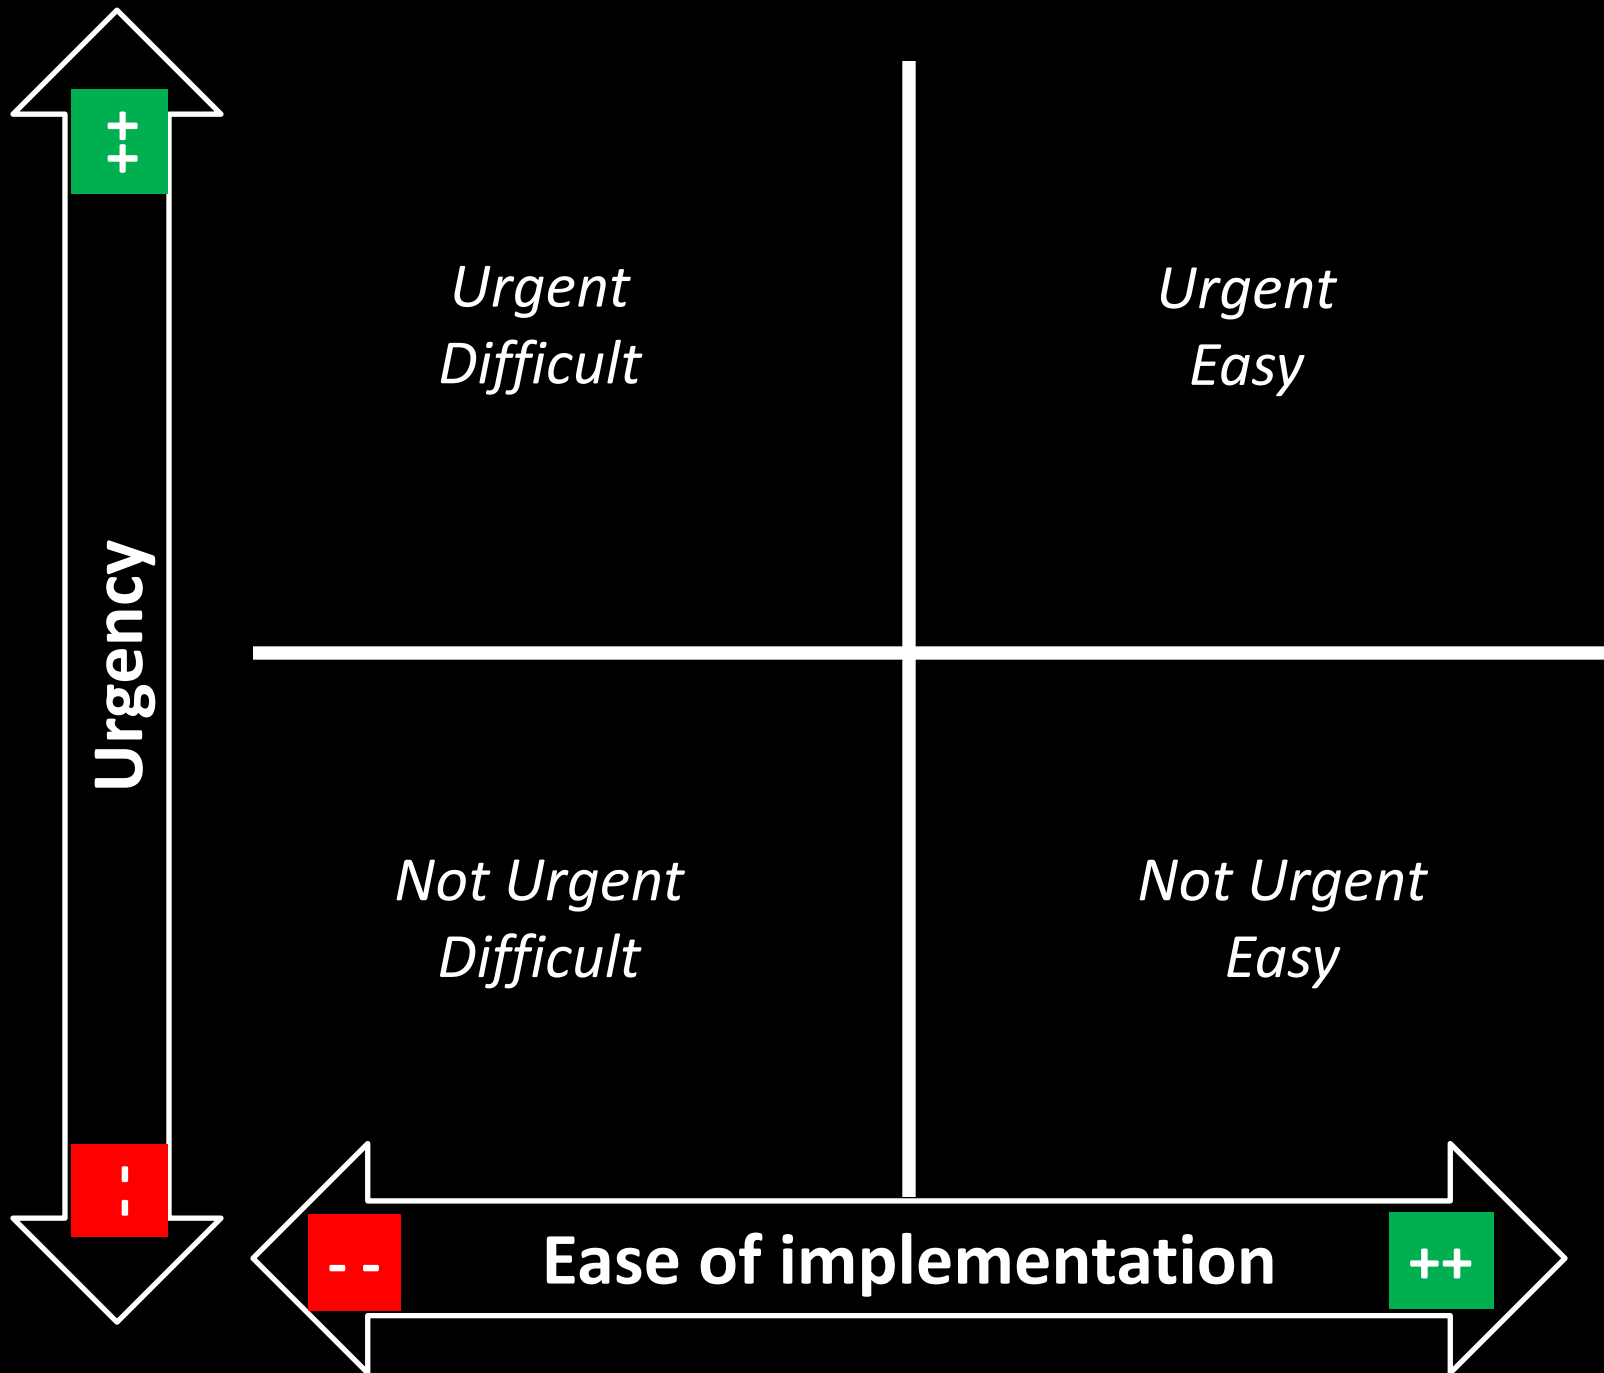 ++
Urgent
Difficult
Urgent
Easy
Urgency
Not Urgent
Difficult
Not Urgent
Easy
- -
- -
Ease of implementation
++